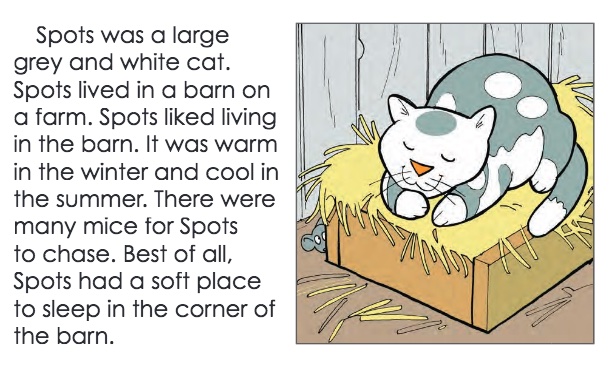 Spots was a large
grey and white cat.
Spots lived in a barn on
a farm. Spots liked living
in the barn. It was warm
in the winter and cool in
the summer. There were
many mice for Spots
to chase. Best of all,
Spots had a soft place
to sleep in the corner of
the barn.